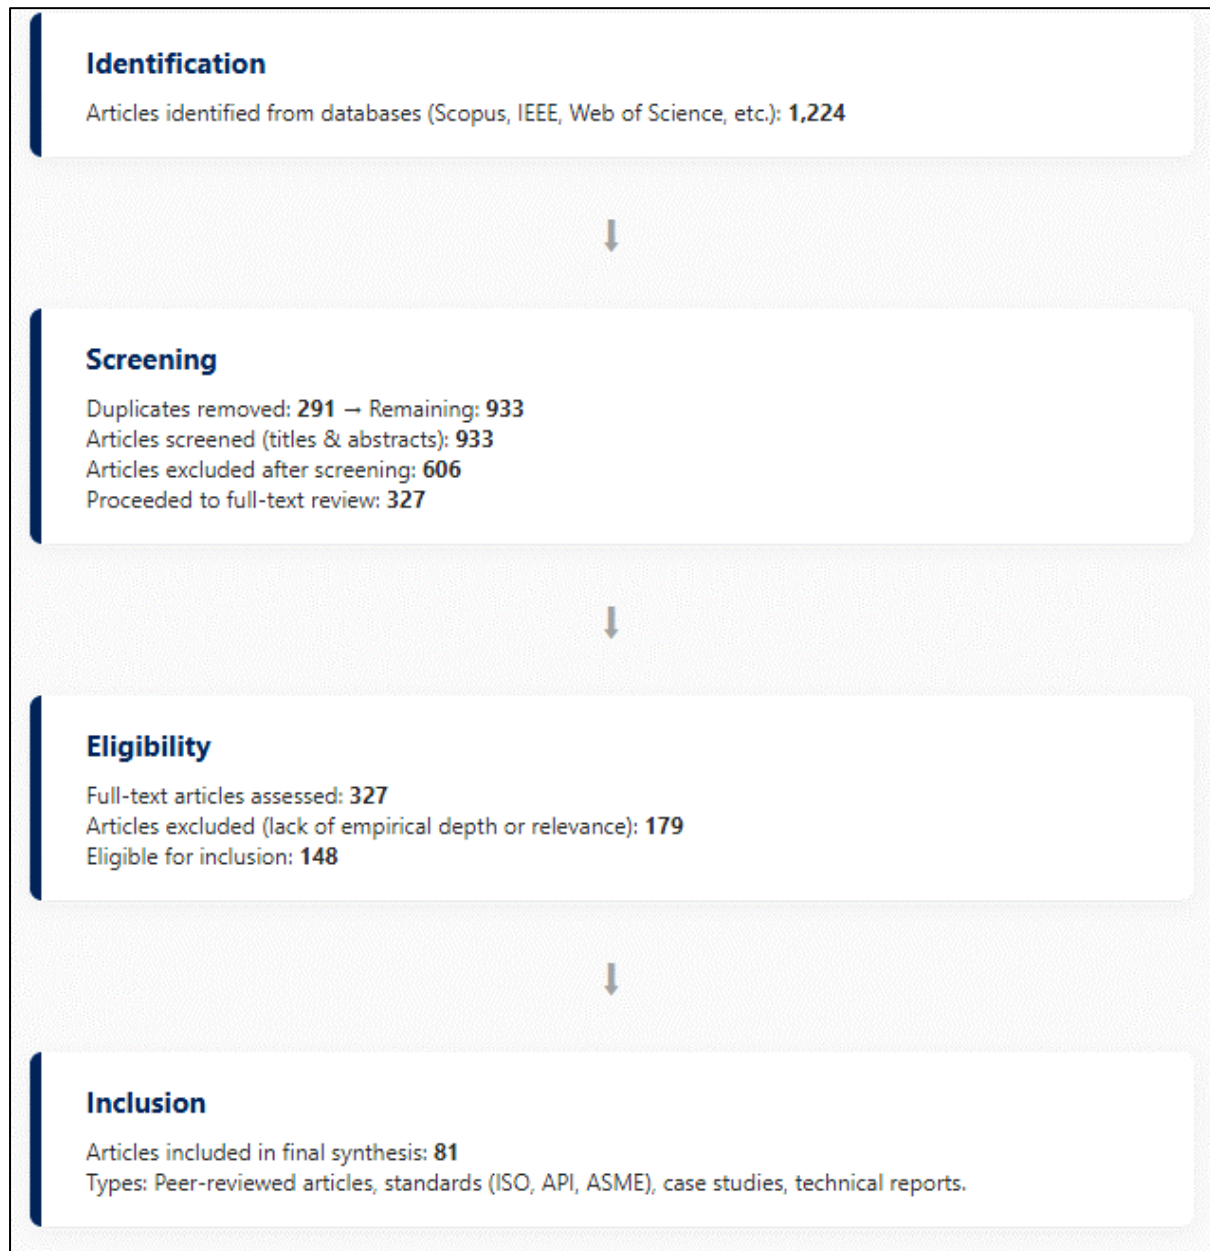 Identification
Articles identified from databases (Scopus, IEEE, Web of Science, etc.): 1,224
Screening
Duplicates removed: 291 → Remaining: 933
Articles screened (titles & abstracts): 933
Articles excluded after screening: 606
Proceeded to full-text review: 327
Eligibility
Full-text articles assessed: 327
Articles excluded (lack of empirical depth or relevance): 179
Eligible for inclusion: 148
Inclusion
Articles included in final synthesis: 81
Types: Peer-reviewed articles, standards (ISO, API, ASME), case studies, technical reports.